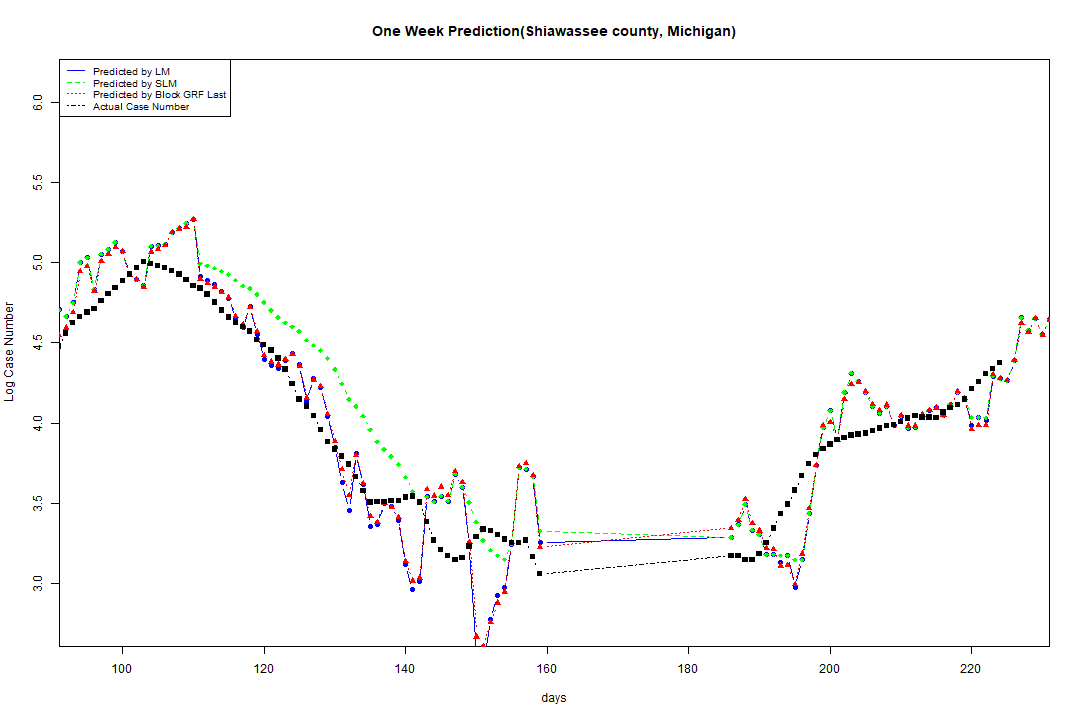 One Week Prediction(Shiawassee county, Michigan)
Predicted by LM
Predicted by SLM
Predicted by Block GRF Last
Actual Case Number
6.0
5.5
5.0
4.5
4.0
3.5
3.0
Log Case Number
100 120 140 160 180 200 220
days